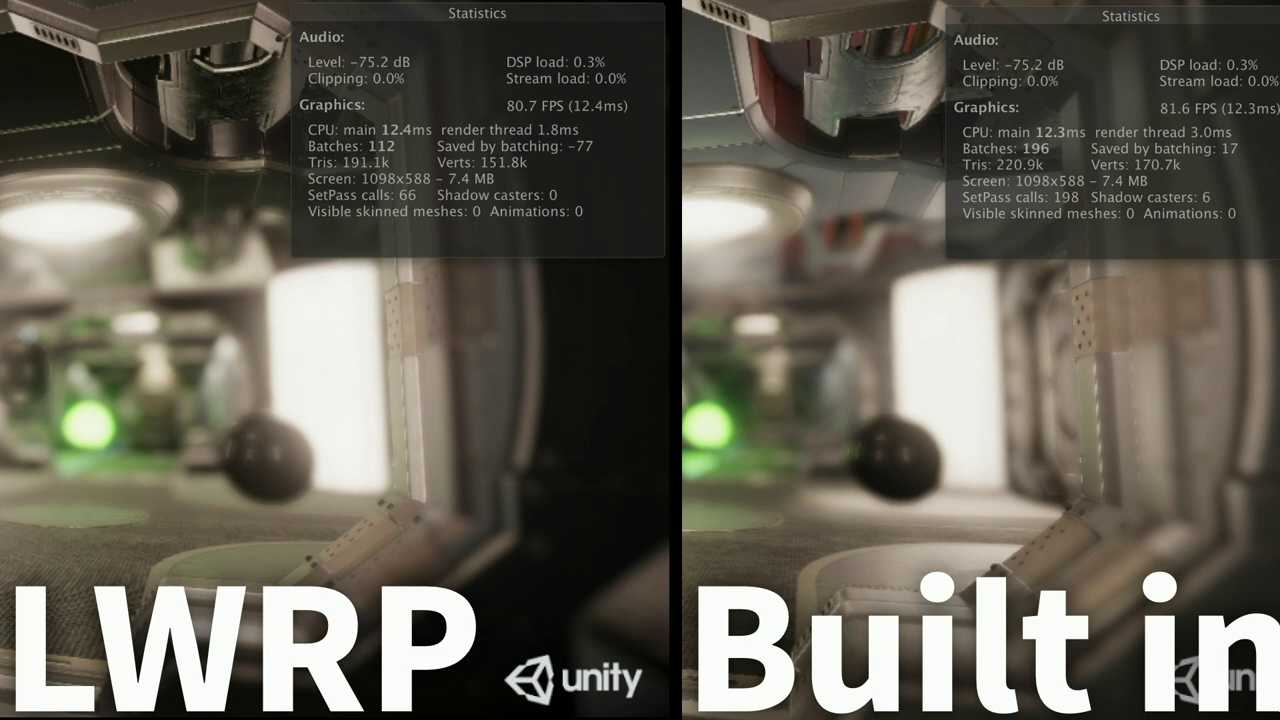 Statistics
Audio:
Level: -75.2 dB DSP load: 0.3%
Clipping: 0.0% Stream load: 0.0%
Graphics: 80.7 FPS (12.4ms)
CPU: main 12.4ms render thread 1.8ms
Batches: 112 Saved by batching: -77
Tris: 191.1k Verts: 151.8k
Screen: 1098x588 - 7.4 MB
SetPass calls: 66 Shadow casters: 0
Visible skinned meshes: 0 Animations: 0
LWRP
unity
Statistics
Audio:
Level: -75.2 dB DSP load: 0.3%
Clipping: 0.0% Stream load: 0.0%
Graphics: 81.6 FPS (12.3ms)
CPU: main 12.3ms render thread 3.0ms
Batches: 196 Saved by batching: 17
Tris: 220.9k Verts: 170.7k
Screen: 1098x588 - 7.4 MB
SetPass calls: 198 Shadow casters: 6
Visible skinned meshes: 0 Animations: 0
Built in
un